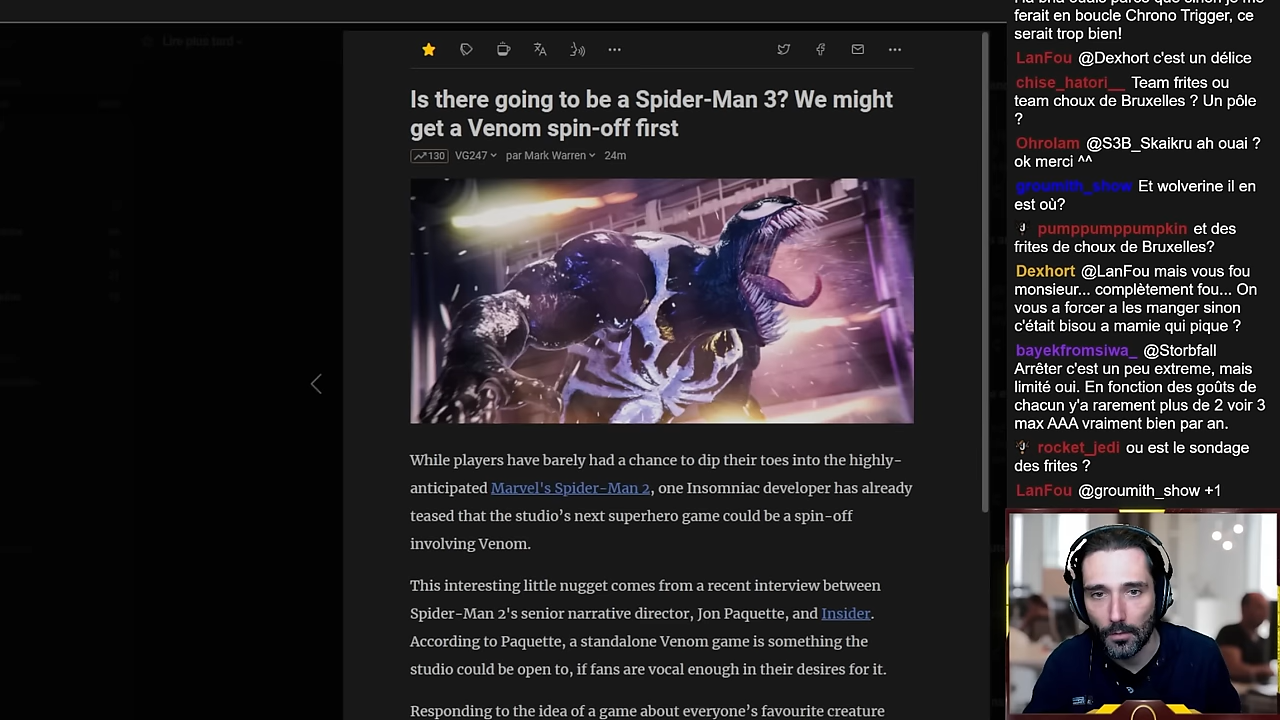 Lire plus tard
Is there going to be a Spider-Man 3? We might
get a Venom spin-off first
130 VG247 par Mark Warren 24m
While players have barely had a chance to dip their toes into the highly-
anticipated Marvel's Spider-Man 2, one Insomniac developer has already
teased that the studio’s next superhero game could be a spin-off
involving Venom.
This interesting little nugget comes from a recent interview between
Spider-Man 2's senior narrative director, Jon Paquette, and Insider.
According to Paquette, a standalone Venom game is something the
studio could be open to, if fans are vocal enough in their desires for it.
Responding to the idea of a game about everyone’s favourite creature
ferait en boucle Chrono Trigger, ce
serait trop bien!
LanFou @Dexhort c'est un délice
chise_hatori__ Team frites ou
team choux de Bruxelles ? Un pôle
?
Ohrolam @S3B_Skaikru ah ouai ?
ok merci ^^
groumith_show Et wolverine il en
est où?
pumppumppumpkin et des
frites de choux de Bruxelles?
Dexhort @LanFou mais vous fou
monsieur... complètement fou... On
vous a forcer a les manger sinon
c'était bisou a mamie qui pique ?
bayekfromsiwa_ @Storbfall
Arrêter c'est un peu extreme, mais
limité oui. En fonction des goûts de
chacun y'a rarement plus de 2 voir 3
max AAA vraiment bien par an.
rocket_jedi ou est le sondage
des frites ?
LanFou @groumith_show +1